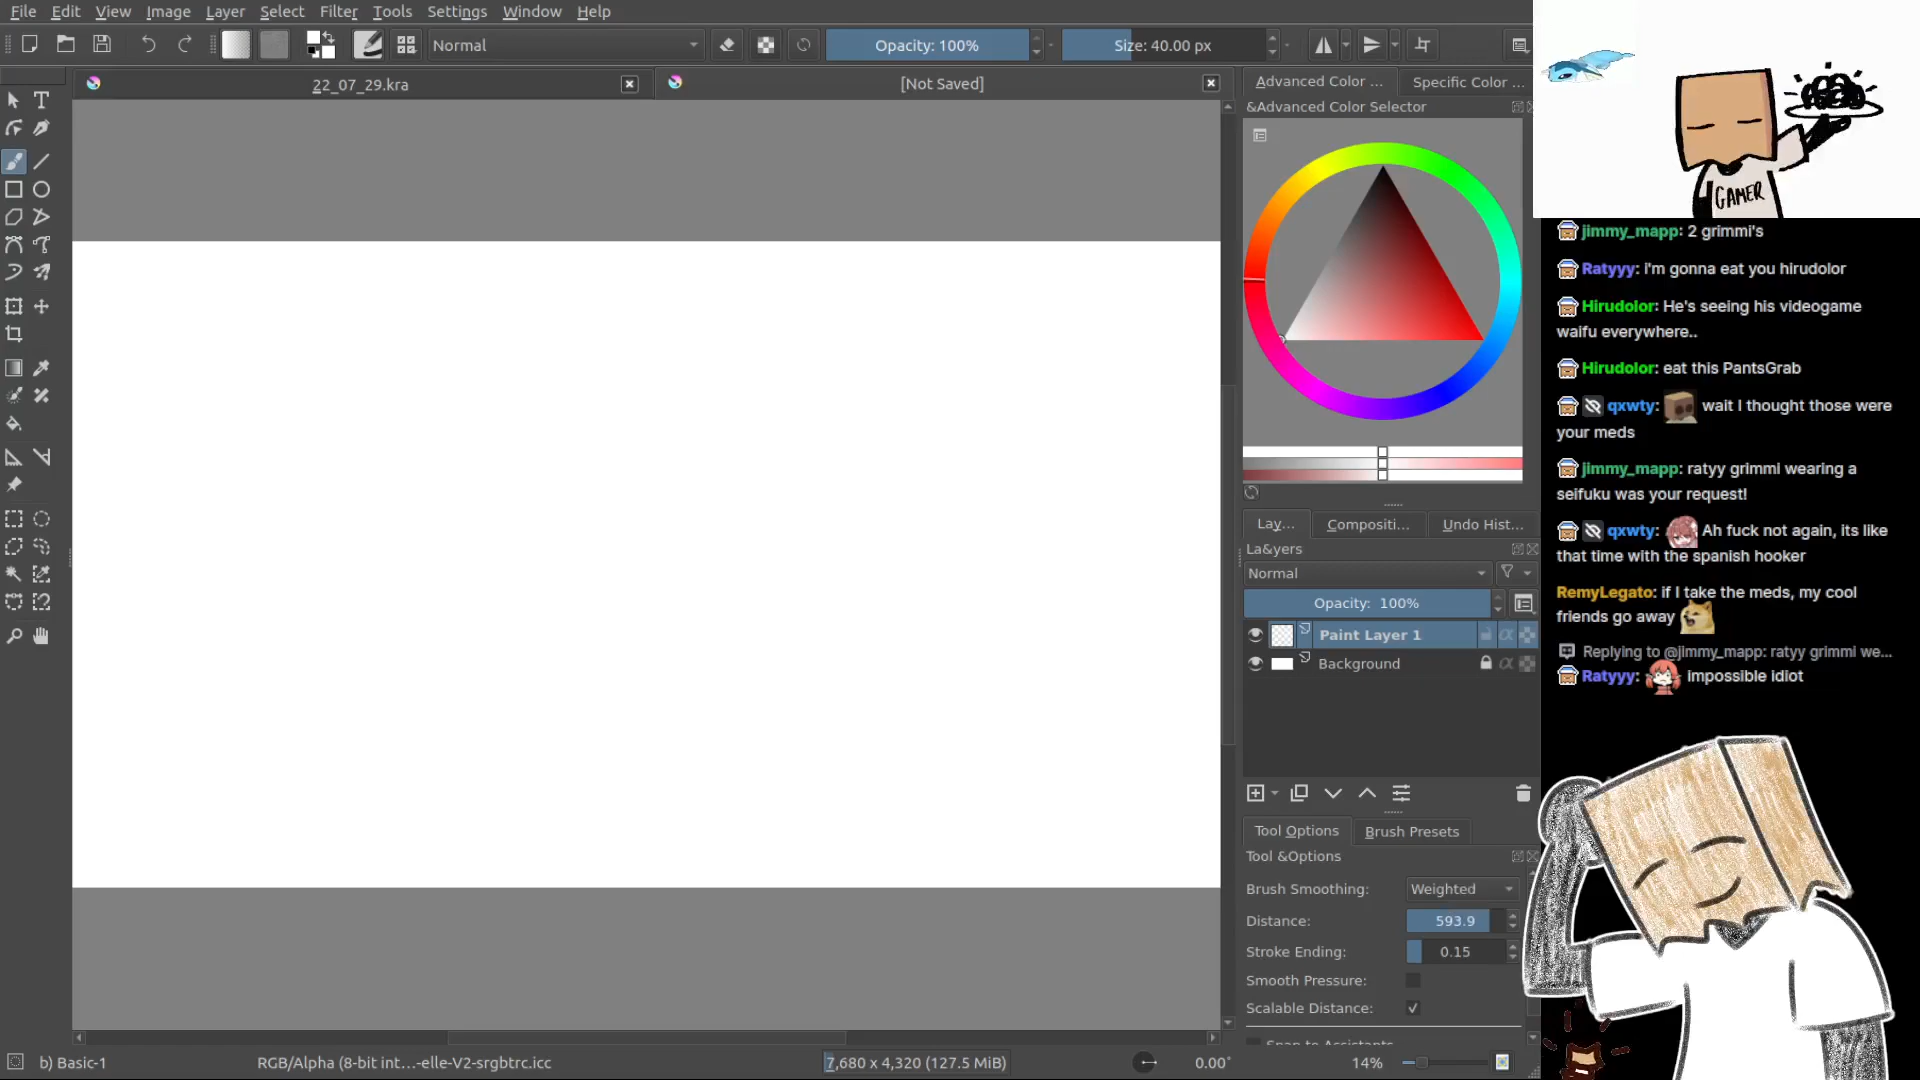 File Edit View Image Layer Select Filter Tools Settings Window Help
Normal
Opacity: 100%
Size: 40.00 px
22_07_29.kra
[Not Saved]
Advanced Color ...
Specific Color ...
&Advanced Color Selector
GAMER
jimmy_mapp: 2 grimmi's
Ratyyy: i'm gonna eat you hirudolor
Hirudolor: He's seeing his videogame
waifu everywhere..
Hirudolor: eat this PantsGrab
qxwty: wait I thought those were
your meds
jimmy_mapp: ratyy grimmi wearing a
seifuku was your request!
qxwty: Ah fuck not again, its like
that time with the spanish hooker
RemyLegato: if I take the meds, my cool
friends go away
Replying to @jimmy_mapp: ratyy grimmi we...
Ratyyy: impossible idiot
Lay...
Compositi...
Undo Hist...
La&yers
Normal
Opacity: 100%
Paint Layer 1
Background
Tool Options
Brush Presets
Tool &Options
Brush Smoothing: Weighted
Distance: 593.9
Stroke Ending: 0.15
Smooth Pressure:
Scalable Distance:
Snap to Assistants
b) Basic-1
RGB/Alpha (8-bit int...-elle-V2-srgbtrc.icc
7,680 x 4,320 (127.5 MiB)
0.00°
14%